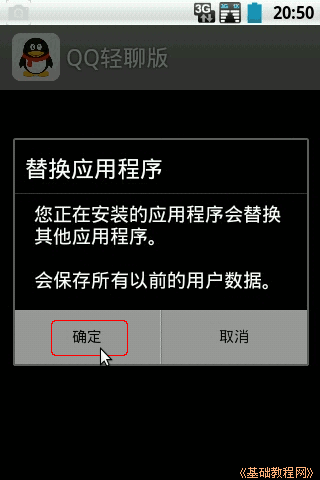 3G 3G 1X 20:50
QQ轻聊版
替换应用程序
您正在安装的应用程序会替换
其他应用程序。
会保存所有以前的用户数据。
确定 取消
《基础教程网》